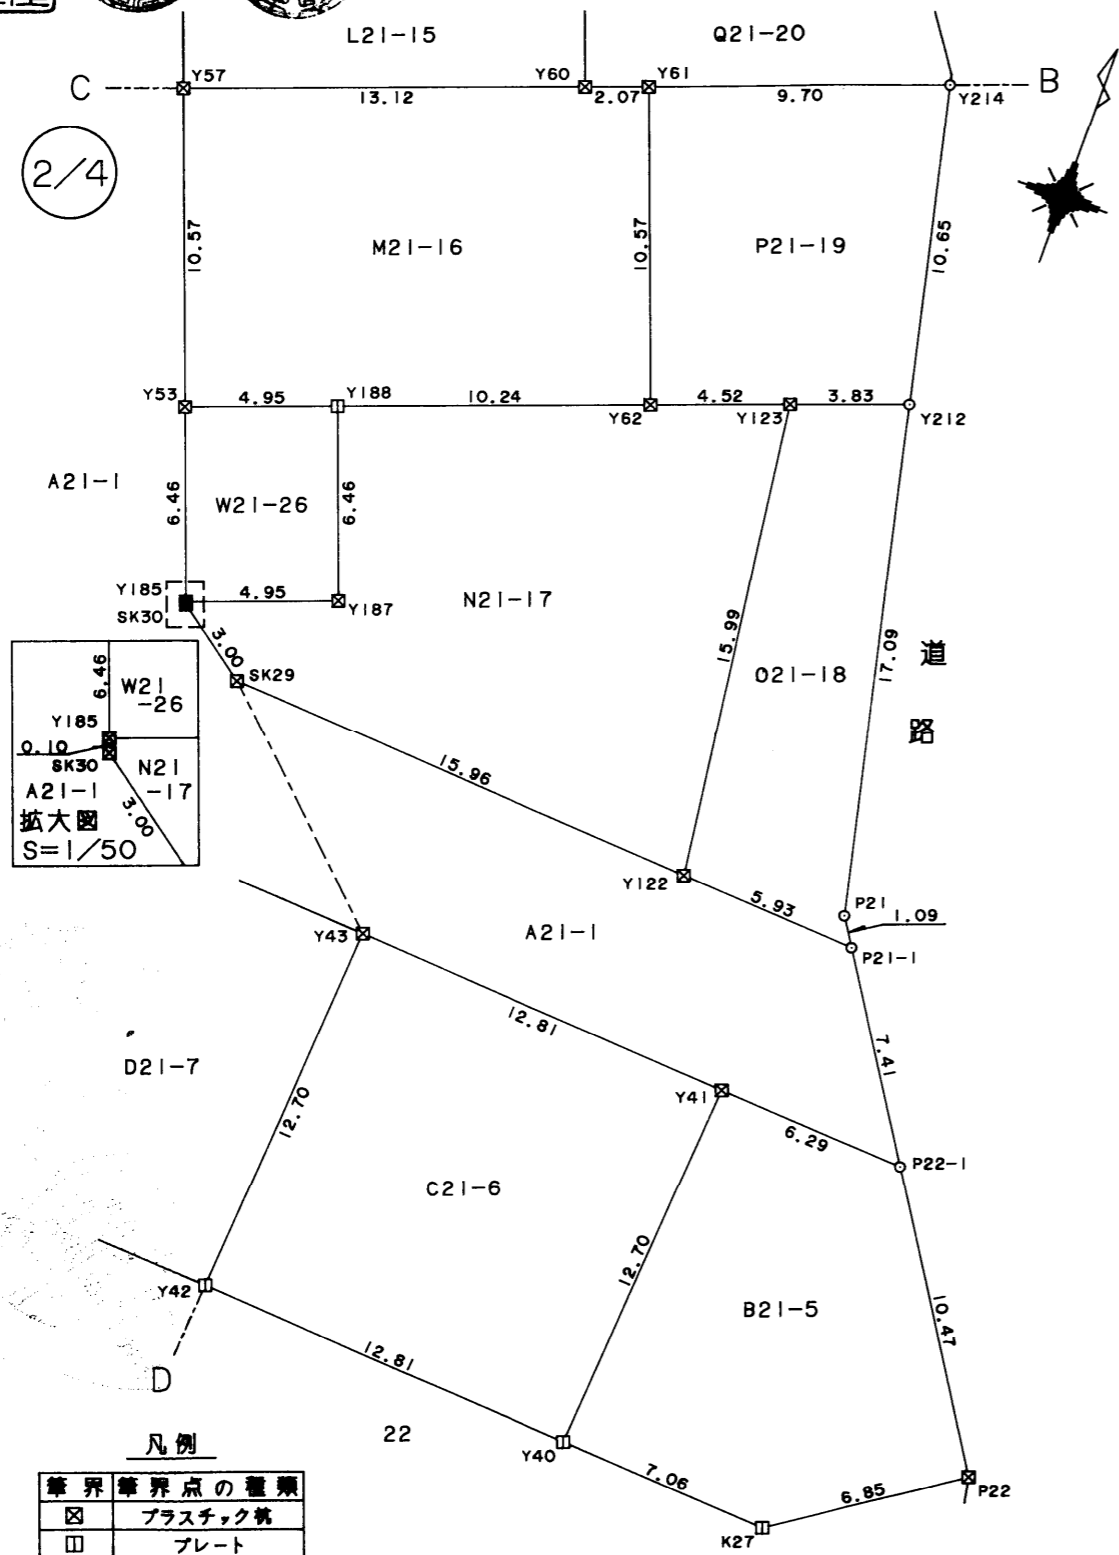 L21-15
Q21-20
C
Y57
Y60
Y61
B
13.12
2.07
9.70
Y214
2/4
10.57
M21-16
10.57
P21-19
10.65
Y53
4.95
Y188
10.24
Y62
4.52
Y123
3.83
Y212
A21-1
6.46
W21-26
6.46
Y185
4.95
Y187
N21-17
SK30
3.00
SK29
15.99
O21-18
17.09
道路
6.46
W21-26
Y185
0.10
SK30
N21-17
A21-1
3.00
拡大図
S=1/50
15.96
Y122
5.93
P21
1.09
P21-1
Y43
A21-1
12.81
7.41
D21-7
12.70
Y41
6.29
P22-1
C21-6
12.70
B21-5
10.47
Y42
D
12.81
22
Y40
7.06
6.85
P22
K27
凡例
筆界 筆界点の種類
プラスチック杭
プレート